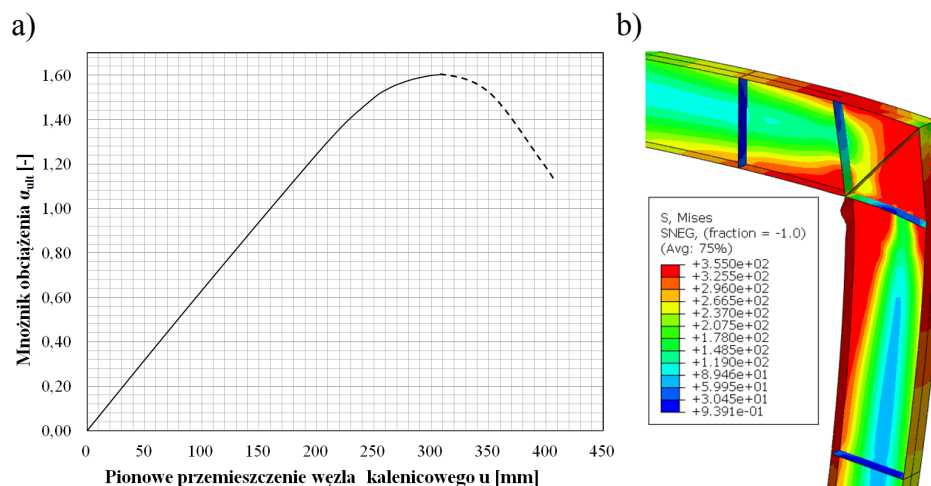 a)
1,60
1,40
1,20
1,00
0,80
0,60
0,40
0,20
0,00
Mnożnik obciążenia α_ult [-]
0
50
100
150
200
250
300
350
400
450
Pionowe przemieszczenie węzła kalenicowego u [mm]
b)
S, Mises
SNEG, (fraction = -1.0)
(Avg: 75%)
+3.550e+02
+3.255e+02
+2.960e+02
+2.665e+02
+2.370e+02
+2.075e+02
+1.780e+02
+1.485e+02
+1.190e+02
+8.946e+01
+5.995e+01
+3.045e+01
+9.391e-01